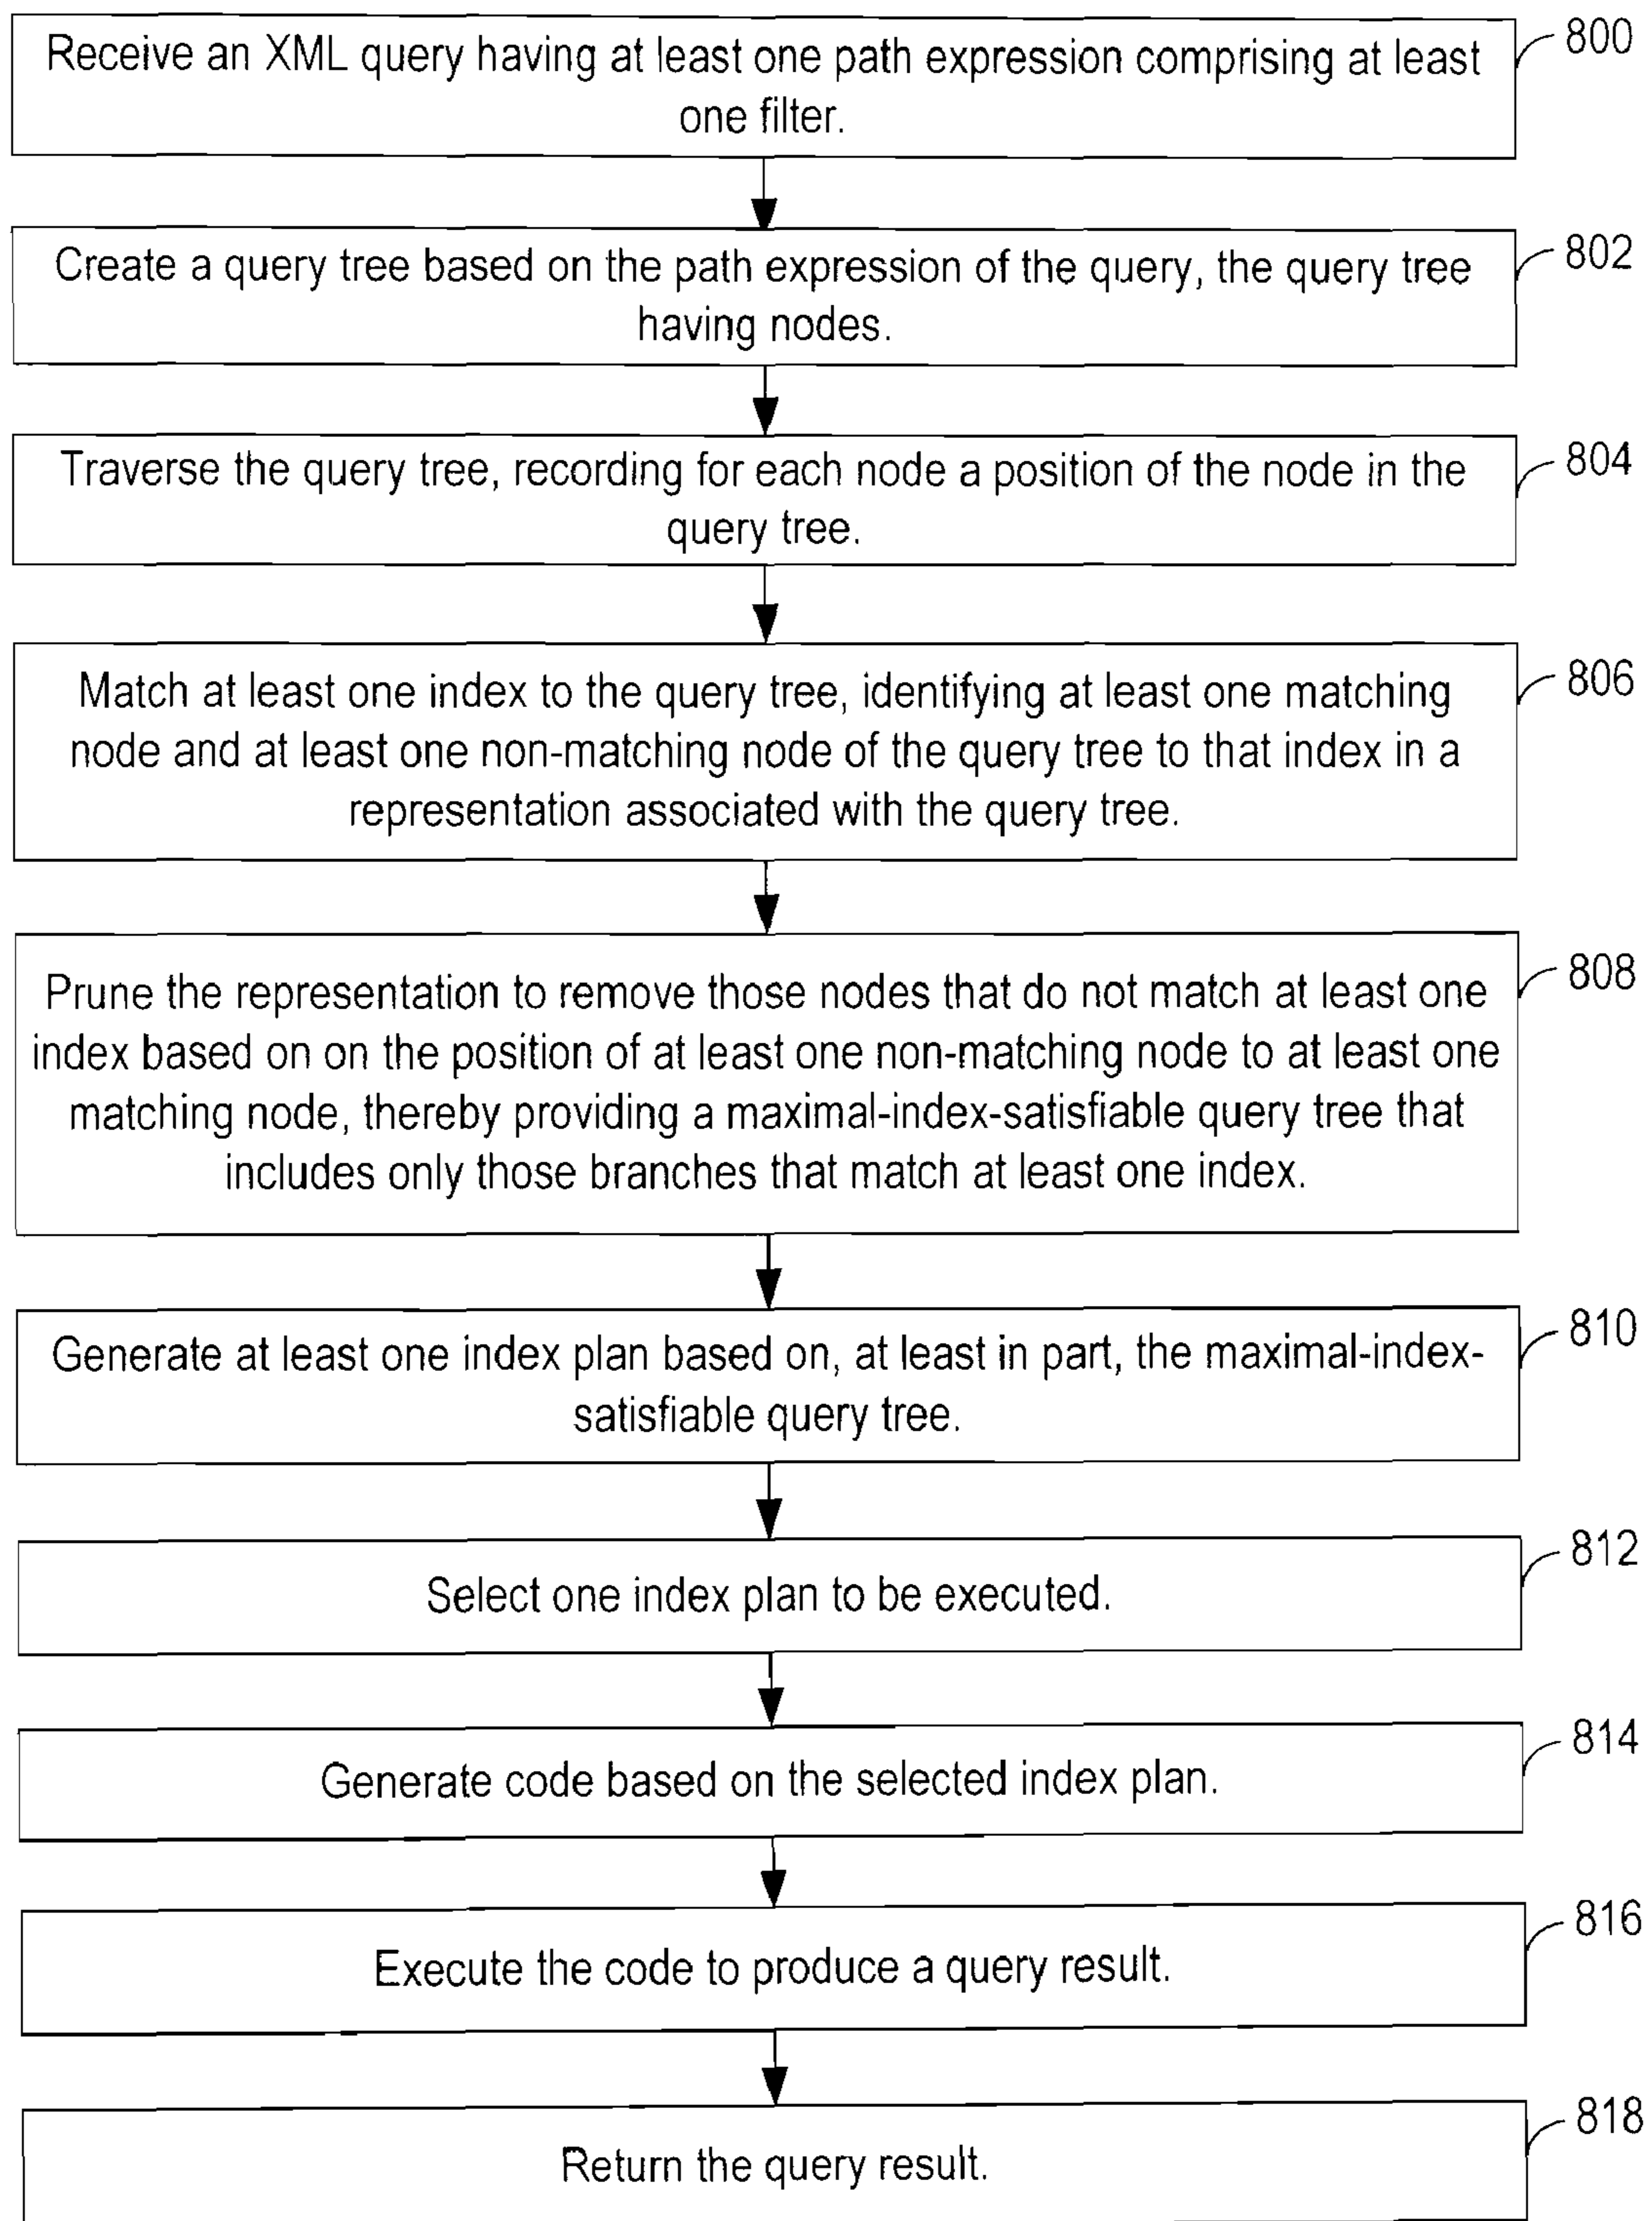 Receive an XML query having at least one path expression comprising at least
one filter.
800
Create a query tree based on the path expression of the query, the query tree
having nodes.
802
Traverse the query tree, recording for each node a position of the node in the
query tree.
804
Match at least one index to the query tree, identifying at least one matching
node and at least one non-matching node of the query tree to that index in a
representation associated with the query tree.
806
Prune the representation to remove those nodes that do not match at least one
index based on on the position of at least one non-matching node to at least one
matching node, thereby providing a maximal-index-satisfiable query tree that
includes only those branches that match at least one index.
808
Generate at least one index plan based on, at least in part, the maximal-index-
satisfiable query tree.
810
Select one index plan to be executed.
812
Generate code based on the selected index plan.
814
Execute the code to produce a query result.
816
Return the query result.
818